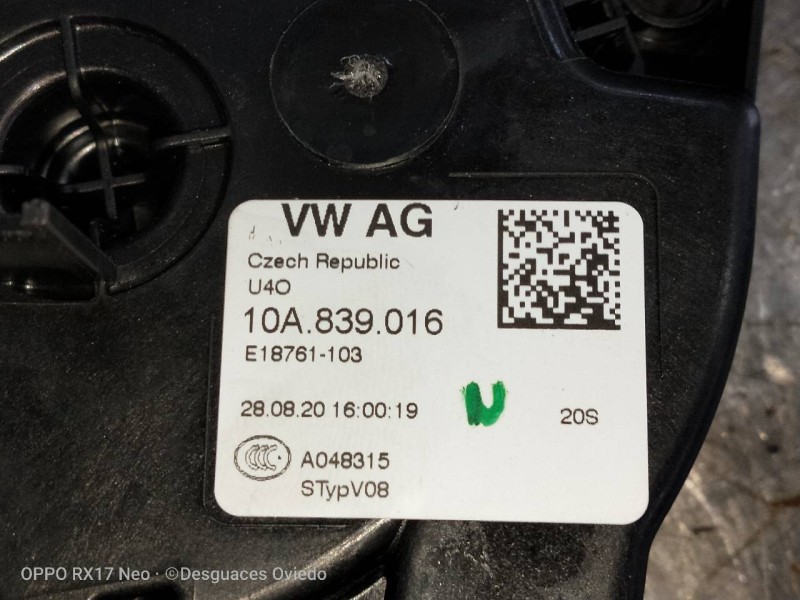 VW AG
Czech Republic
U4O
10A.839.016
E18761-103
28.08.20 16:00:19
20S
CCC
A048315
STypV08
OPPO RX17 Neo · ©Desguaces Oviedo